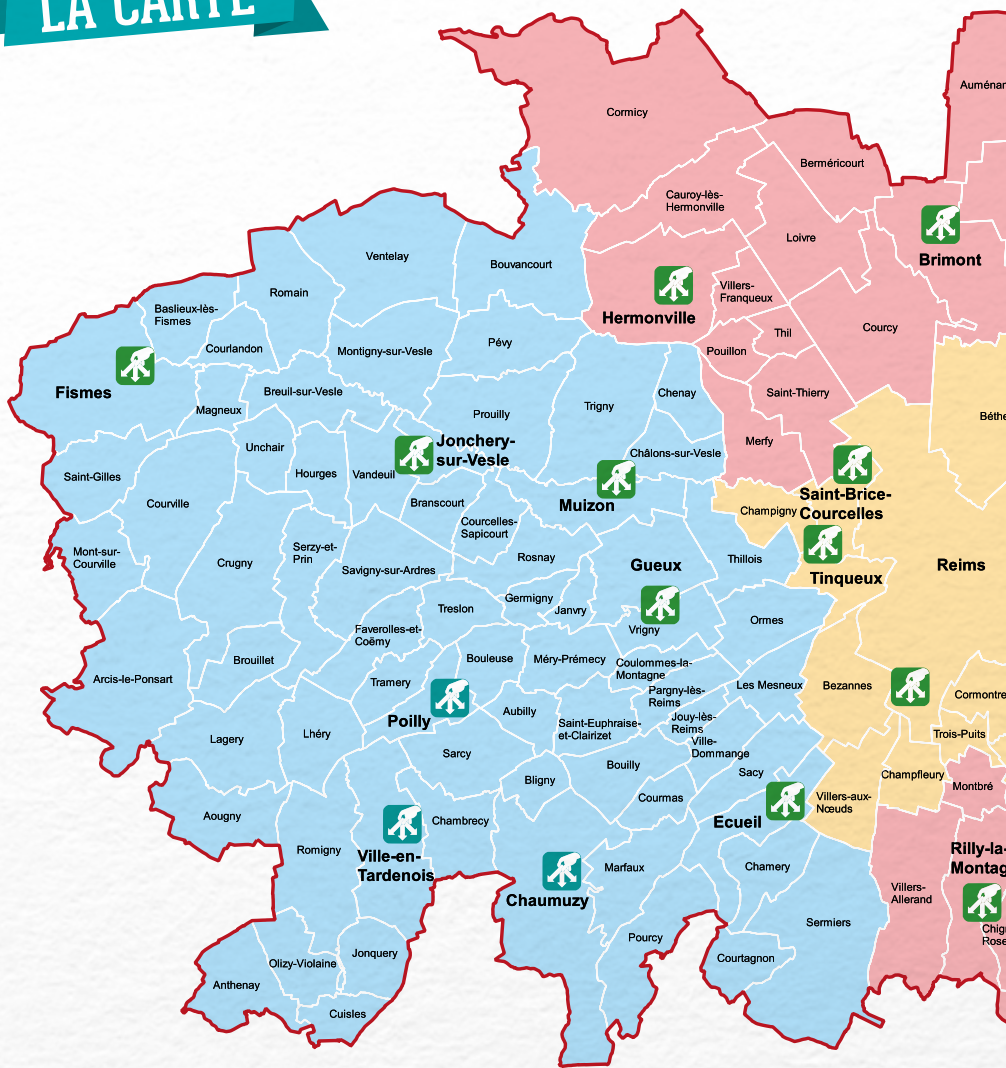 LA CARTE
Cormicy
Auménan
Berméricourt
Cauroy-lès-
Hermonville
Loivre
Brimont
Ventelay
Bouvancourt
Romain
Villers-
Franqueux
Hermonville
Baslieux-lès-
Fismes
Courlandon
Montigny-sur-Vesle
Pévy
Pouillon
Thil
Courcy
Fismes
Magneux
Breuil-sur-Vesle
Prouilly
Trigny
Chenay
Saint-Thierry
Béthe
Merfy
Unchair
Jonchery-
sur-Vesle
Châlons-sur-Vesle
Saint-Gilles
Courville
Hourges
Vandeuil
Branscourt
Muizon
Champigny
Saint-Brice-
Courcelles
Courcelles-
Sapicourt
Mont-sur-
Courville
Crugny
Serzy-et-
Prin
Savigny-sur-Ardres
Rosnay
Gueux
Thillois
Tinqueux
Reims
Treslon
Germigny
Janvry
Vrigny
Ormes
Faverolles-et-
Coëmy
Brouillet
Bouleuse
Méry-Prémecy
Coulommes-la-
Montagne
Arcis-le-Ponsart
Tramery
Pargny-lès-
Reims
Les Mesneux
Bezannes
Cormontre
Poilly
Aubilly
Saint-Euphraise-
et-Clairizet
Jouy-lès-
Reims
Ville-
Dommange
Trois-Puits
Lagery
Lhéry
Sarcy
Bouilly
Sacy
Champfleury
Montbré
Bligny
Courmas
Ecueil
Villers-aux-
Nœuds
Aougny
Chambrecy
Romigny
Ville-en-
Tardenois
Marfaux
Chamery
Rilly-la-
Montag
Chaumuzy
Villers-
Allerand
Sermiers
Chig
Rose
Pourcy
Courtagnon
Jonquery
Olizy-Violaine
Anthenay
Cuisles